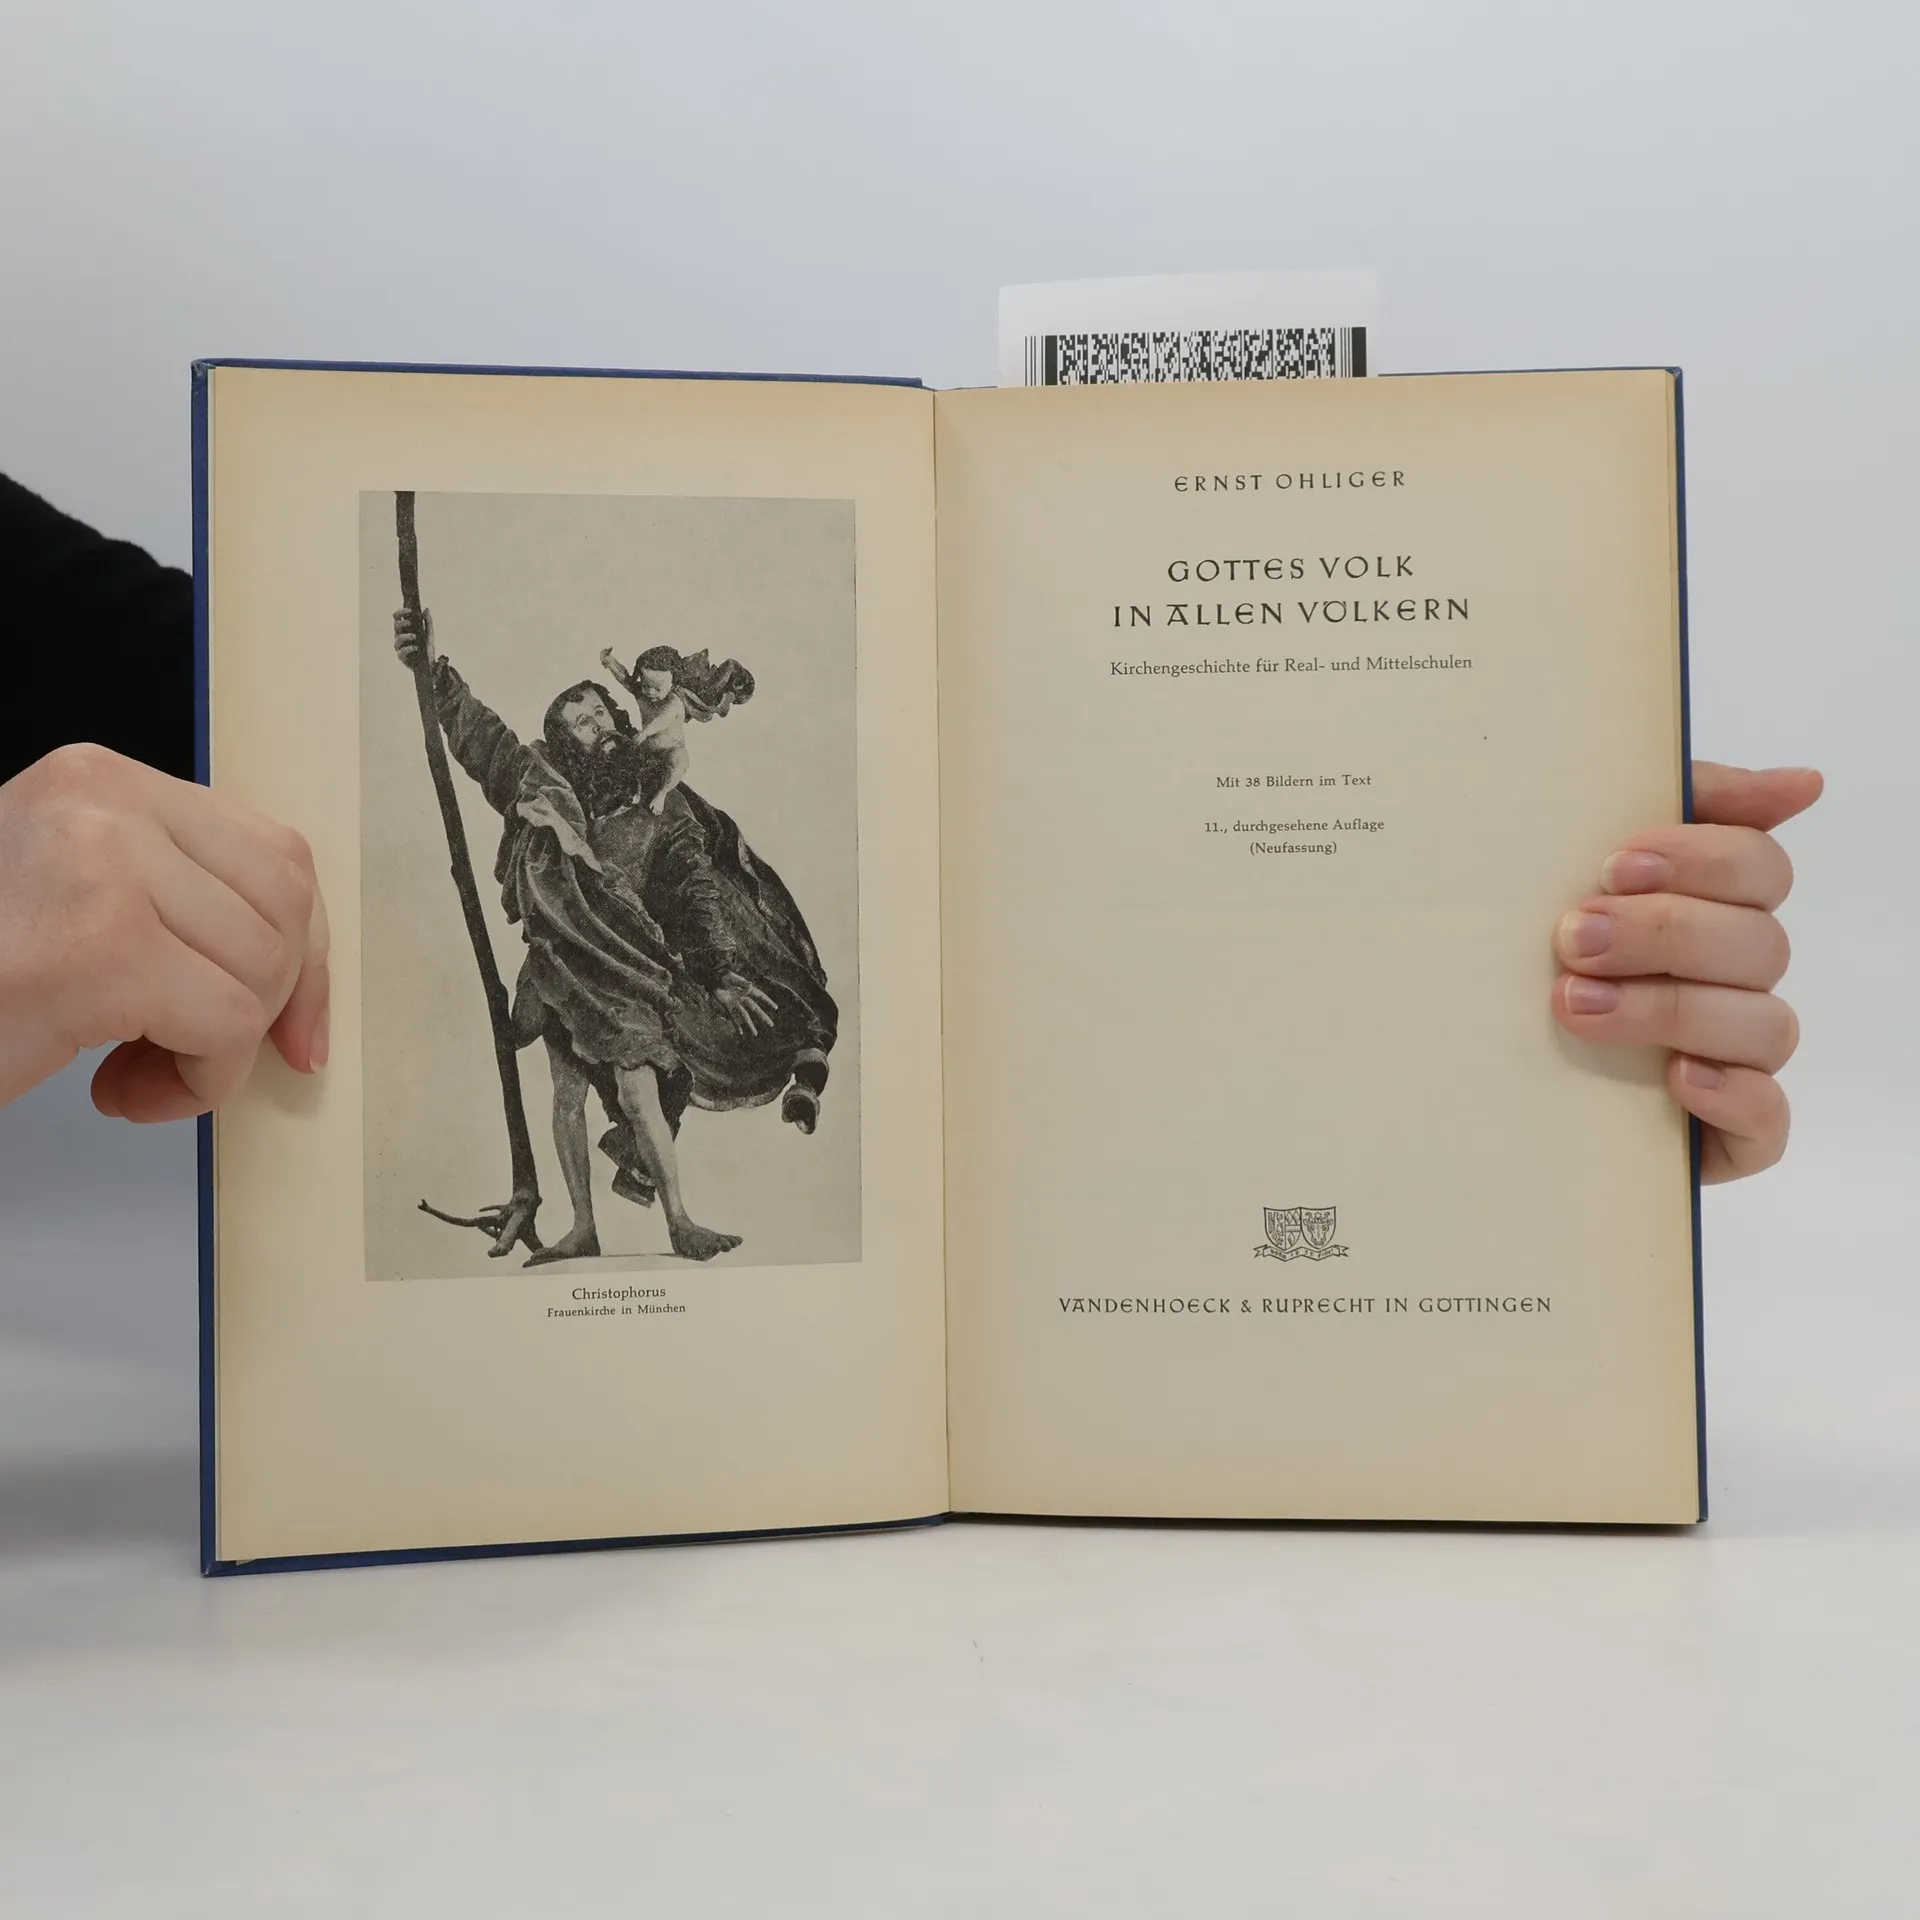 Christophorus
Frauenkirche in München
ERNST OHLIGER
GOTTES VOLK
IN ALLEN VÖLKERN
Kirchengeschichte für Real- und Mittelschulen
Mit 38 Bildern im Text
11., durchgesehene Auflage
(Neufassung)
VANDENHOECK & RUPRECHT IN GÖTTINGEN